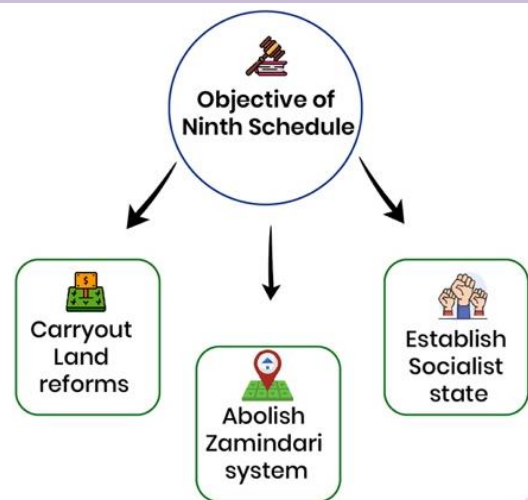 Objective of
Ninth Schedule
Carryout
Land
reforms
Abolish
Zamindari
system
Establish
Socialist
state